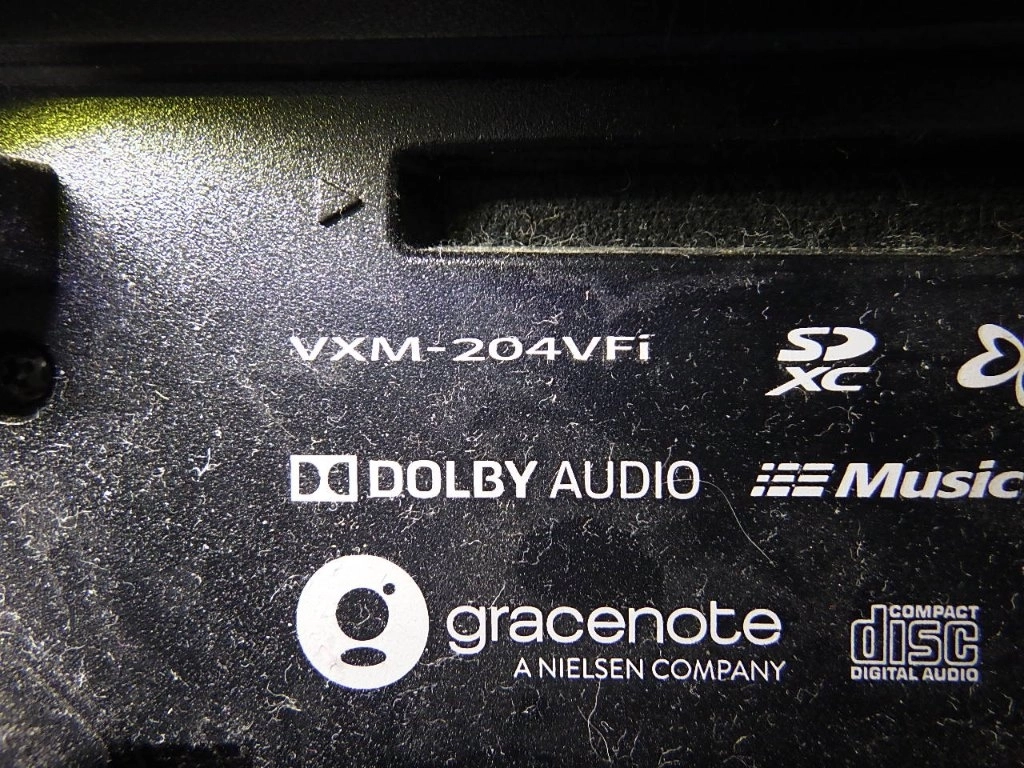 VXM-204VFi
SD
XC
DOLBY AUDIO
Music
gracenote
A NIELSEN COMPANY
COMPACT
disc
DIGITAL AUDIO